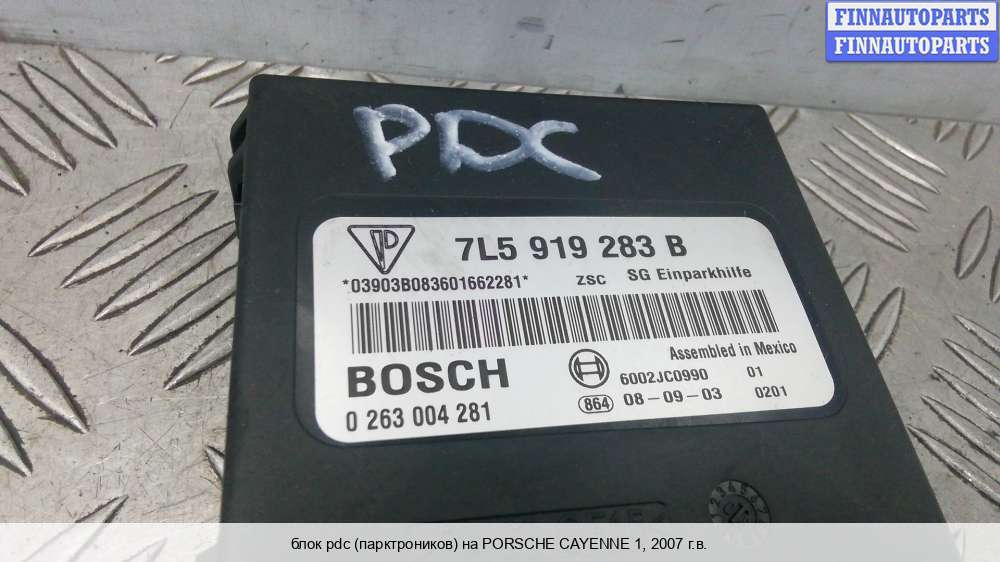 FINNAUTOPARTS
FINNAUTOPARTS
PDC
7L5 919 283 B
*03903B083601662281*
ZSC SG Einparkhilfe
Assembled in Mexico
BOSCH
6002JC0990 01
0 263 004 281
864 08-09-03 0201
блок pdc (парктроников) на PORSCHE CAYENNE 1, 2007 г.в.